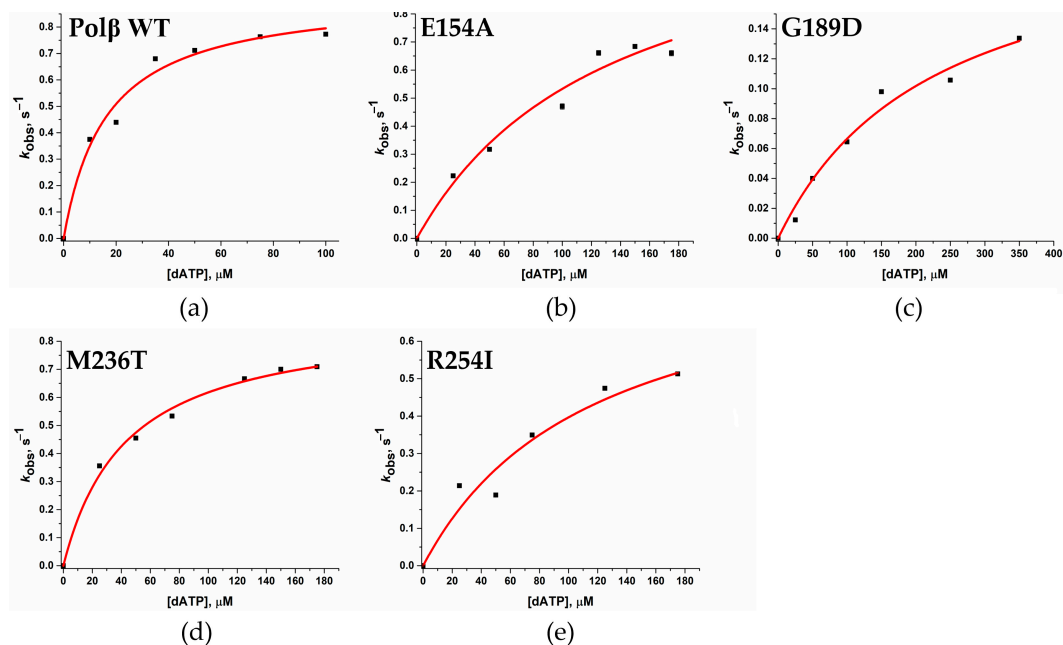 Polβ WT
0.9
0.8
0.7
0.6
0.5
0.4
0.3
0.2
0.1
0.0
kobs, s−1
0 20 40 60 80 100
[dATP], μM
(a)
E154A
0.8
0.7
0.6
0.5
0.4
0.3
0.2
0.1
0.0
kobs, s−1
0 20 40 60 80 100 120 140 160 180
[dATP], μM
(b)
G189D
0.14
0.12
0.10
0.08
0.06
0.04
0.02
0.00
kobs, s−1
0 50 100 150 200 250 300 350 400
[dATP], μM
(c)
M236T
0.8
0.7
0.6
0.5
0.4
0.3
0.2
0.1
0.0
kobs, s−1
0 20 40 60 80 100 120 140 160 180
[dATP], μM
(d)
R254I
0.6
0.5
0.4
0.3
0.2
0.1
0.0
kobs, s−1
0 20 40 60 80 100 120 140 160 180
[dATP], μM
(e)